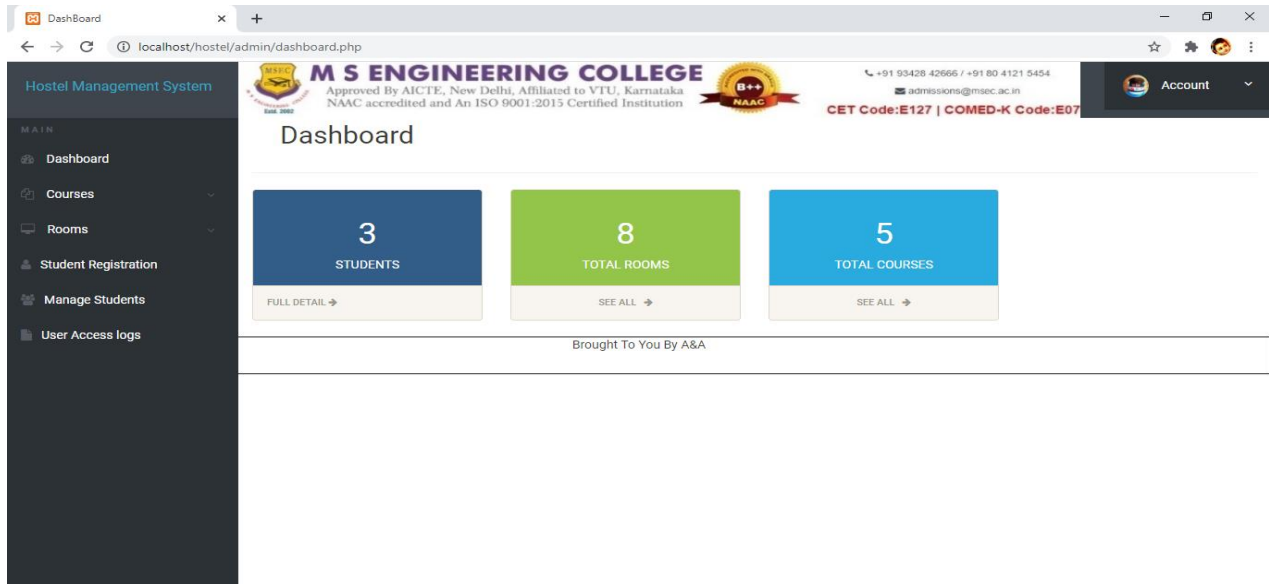 DashBoard
localhost/hostel/admin/dashboard.php
Hostel Management System
MSEC
M S ENGINEERING COLLEGE
Approved By AICTE, New Delhi, Affiliated to VTU, Karnataka
NAAC accredited and An ISO 9001:2015 Certified Institution
Estd. 2002
B++
NAAC
+91 93428 42666 / +91 80 4121 5454
admissions@msec.ac.in
CET Code:E127 | COMED-K Code:E07
Account
MAIN
Dashboard
Courses
Rooms
Student Registration
Manage Students
User Access logs
Dashboard
3
STUDENTS
FULL DETAIL
8
TOTAL ROOMS
SEE ALL
5
TOTAL COURSES
SEE ALL
Brought To You By A&A